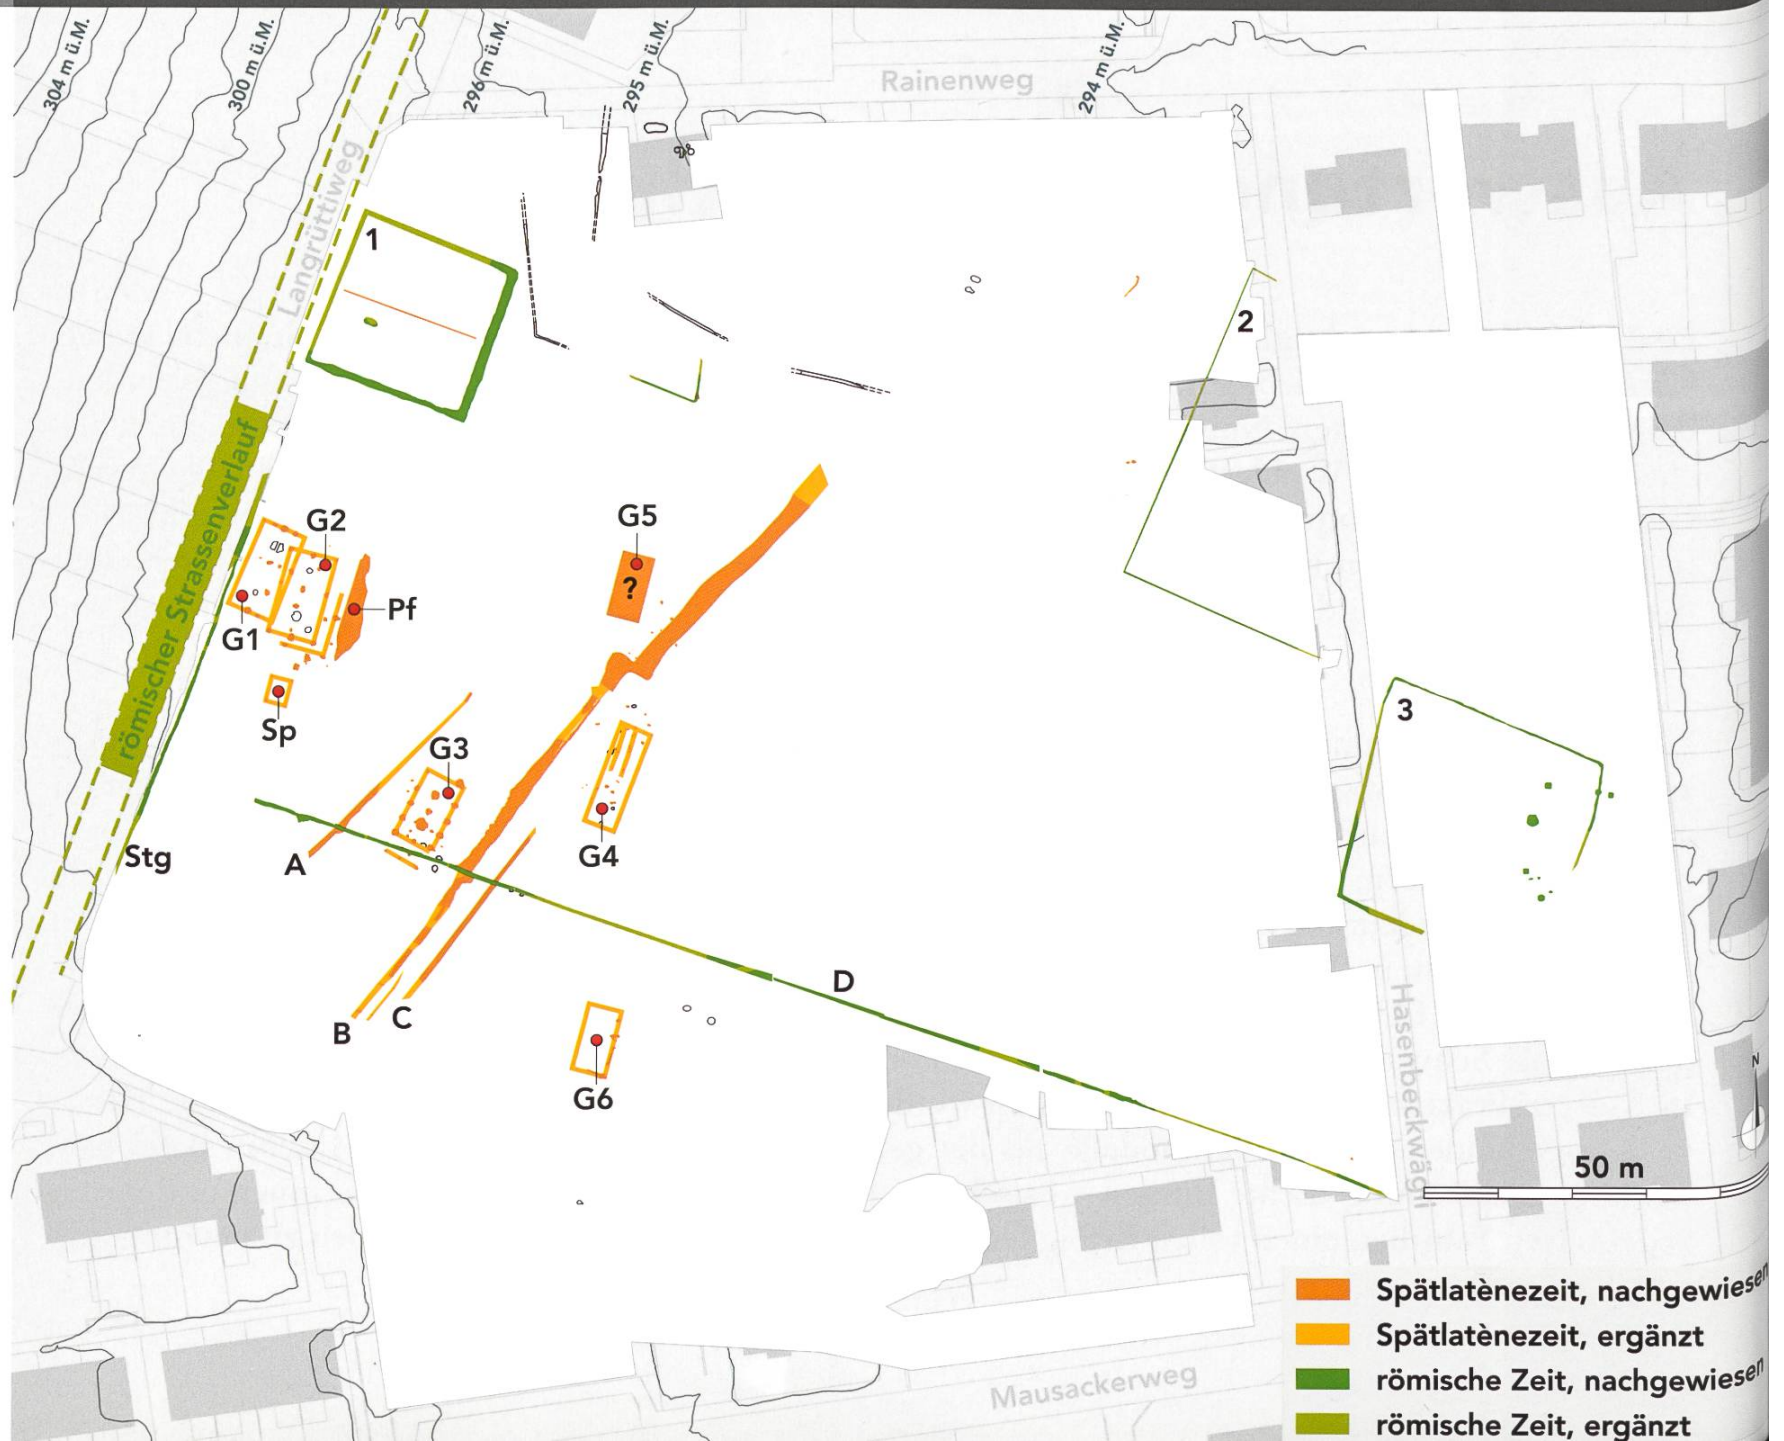 304 m ü.M.
300 m ü.M.
296 m ü.M.
295 m ü.M.
294 m ü.M.
Rainenweg
Langrüttiweg
1
2
römischer Strassenverlauf
G2
G5
?
Pf
G1
Sp
3
G3
G4
Stg
A
D
B
C
G6
Hasenbeckwägli
N
50 m
Mausackerweg
Spätlatènezeit, nachgewiesen
Spätlatènezeit, ergänzt
römische Zeit, nachgewiesen
römische Zeit, ergänzt